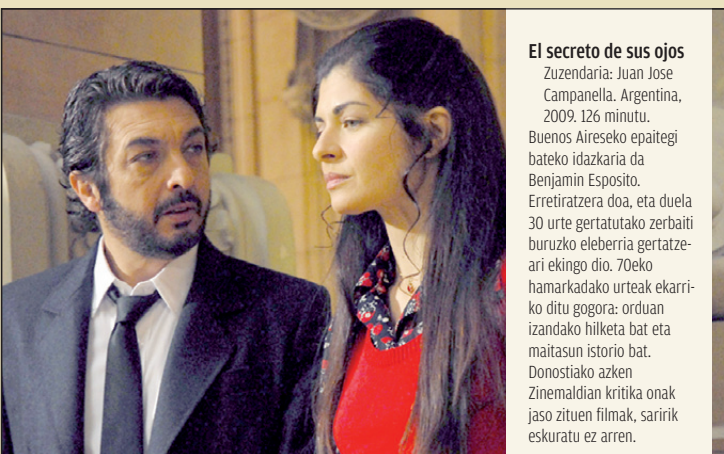 El secreto de sus ojos
Zuzendaria: Juan Jose
Campanella. Argentina,
2009. 126 minutu.
Buenos Aireseko epaitegi
bateko idazkaria da
Benjamin Esposito.
Erretiratzera doa, eta duela
30 urte gertatutako zerbaiti
buruzko eleberria gertatze-
ari ekingo dio. 70eko
hamarkadako urteak ekarri-
ko ditu gogora: orduan
izandako hilketa bat eta
maitasun istorio bat.
Donostiako azken
Zinemaldian kritika onak
jaso zituen filmak, saririk
eskuratu ez arren.